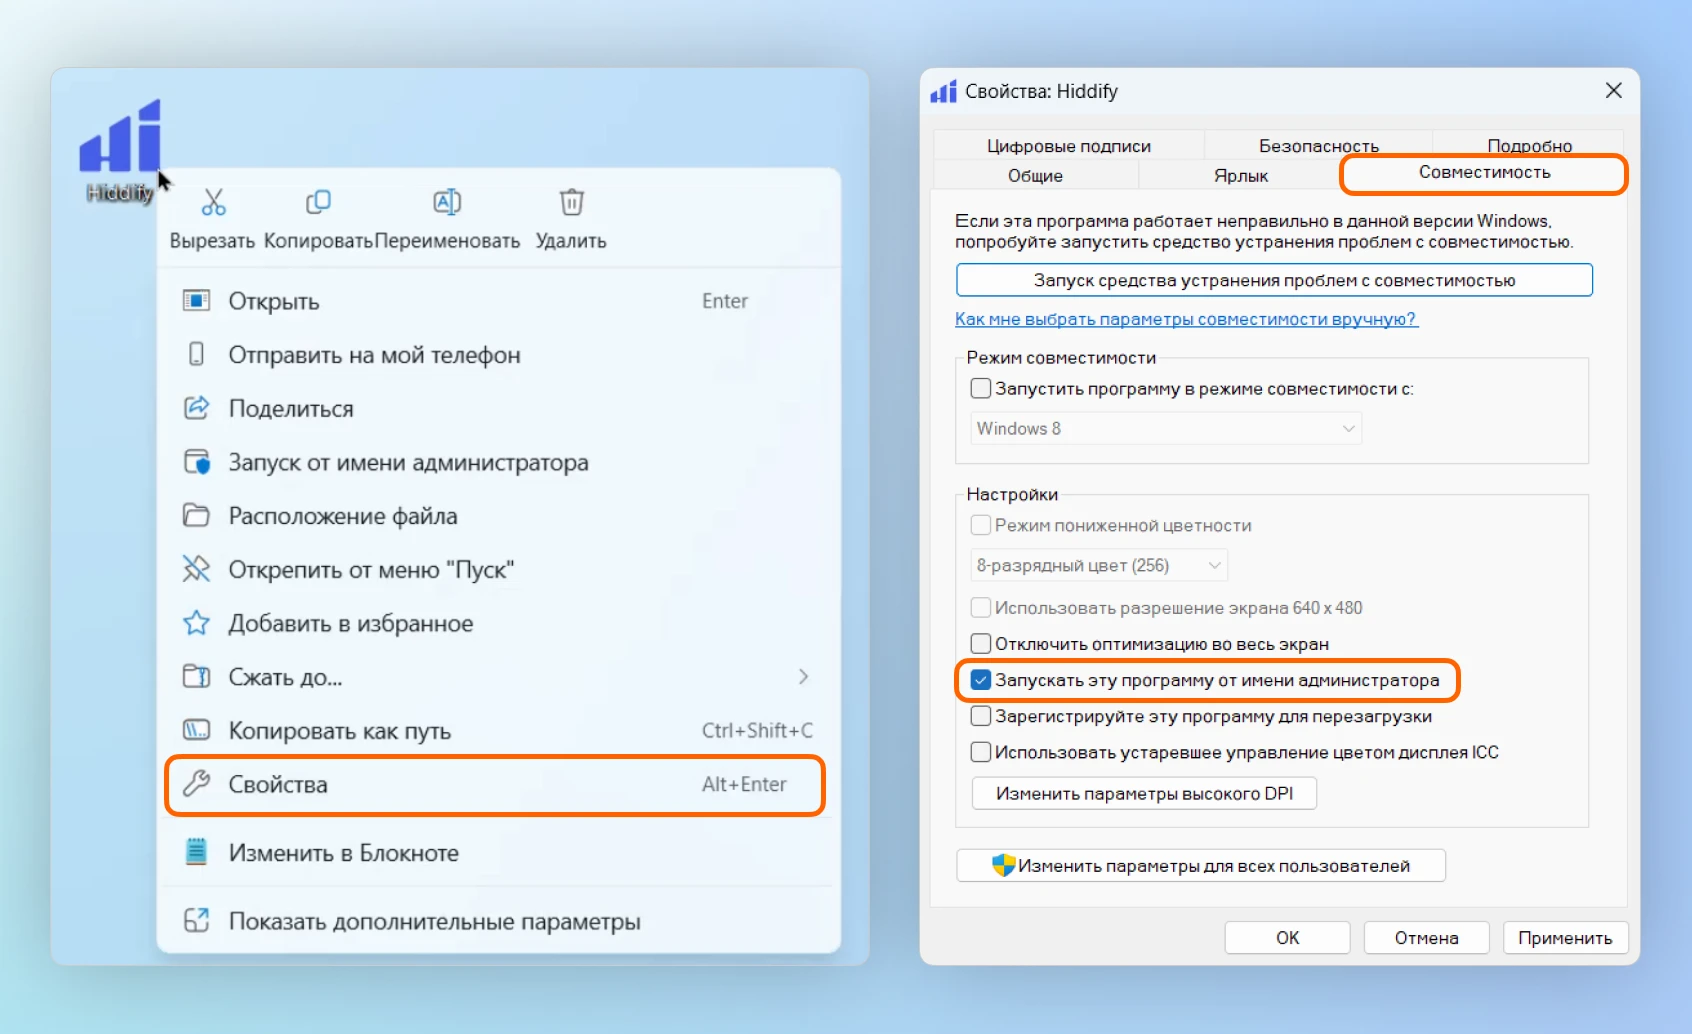 Hiddify
Вырезать Копировать Переименовать Удалить
Открыть Enter
Отправить на мой телефон
Поделиться
Запуск от имени администратора
Расположение файла
Открепить от меню "Пуск"
Добавить в избранное
Сжать до...
Копировать как путь Ctrl+Shift+C
Свойства Alt+Enter
Изменить в Блокноте
Показать дополнительные параметры
Свойства: Hiddify
Цифровые подписи Безопасность Подробно
Общие Ярлык Совместимость
Если эта программа работает неправильно в данной версии Windows,
попробуйте запустить средство устранения проблем с совместимостью.
Запуск средства устранения проблем с совместимостью
Как мне выбрать параметры совместимости вручную?
Режим совместимости
Запустить программу в режиме совместимости с:
Windows 8
Настройки
Режим пониженной цветности
8-разрядный цвет (256)
Использовать разрешение экрана 640 x 480
Отключить оптимизацию во весь экран
Запускать эту программу от имени администратора
Зарегистрируйте эту программу для перезагрузки
Использовать устаревшее управление цветом дисплея ICC
Изменить параметры высокого DPI
Изменить параметры для всех пользователей
ОК Отмена Применить